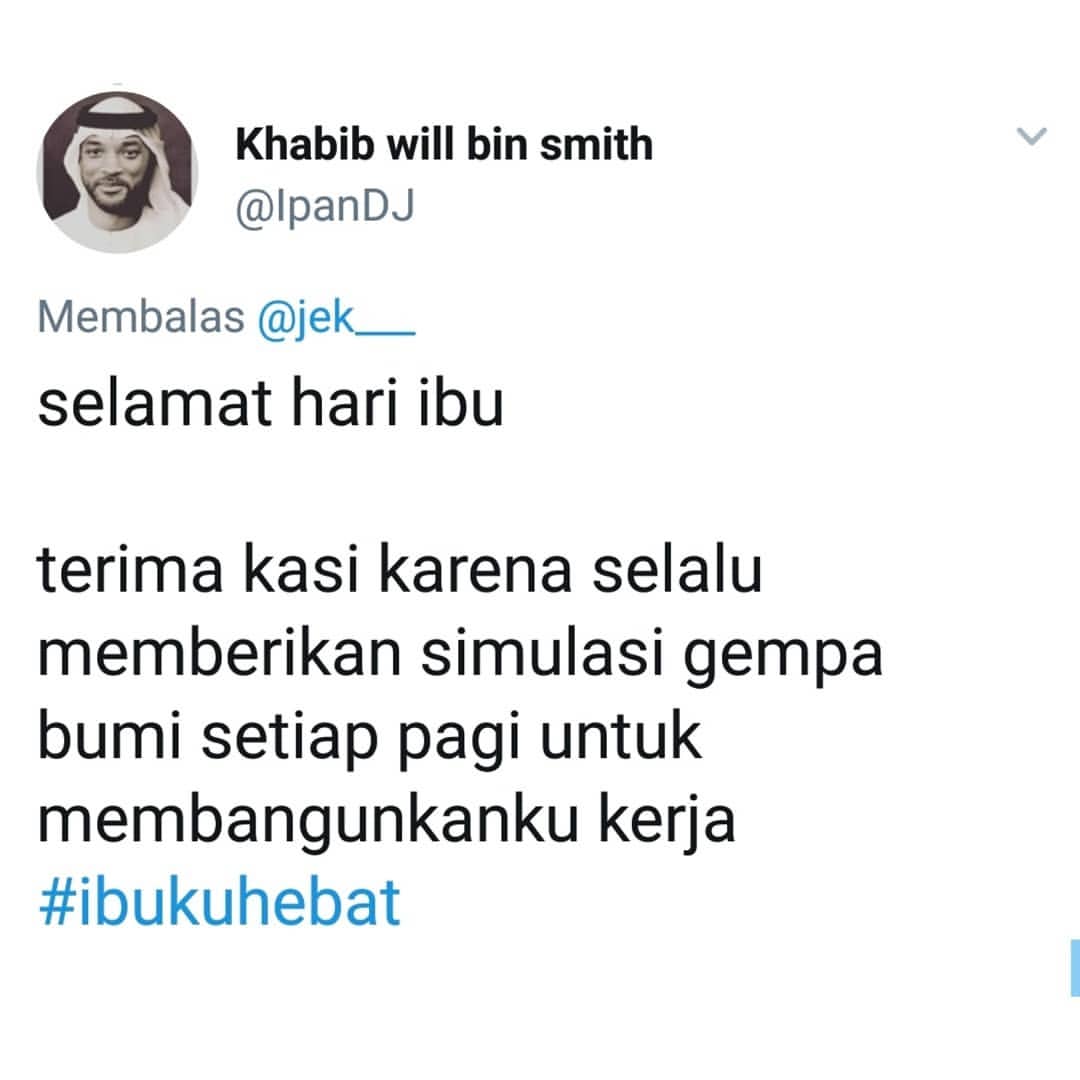 Khabib will bin smith
@IpanDJ
Membalas @jek___
selamat hari ibu
terima kasi karena selalu
memberikan simulasi gempa
bumi setiap pagi untuk
membangunkanku kerja
#ibukuhebat